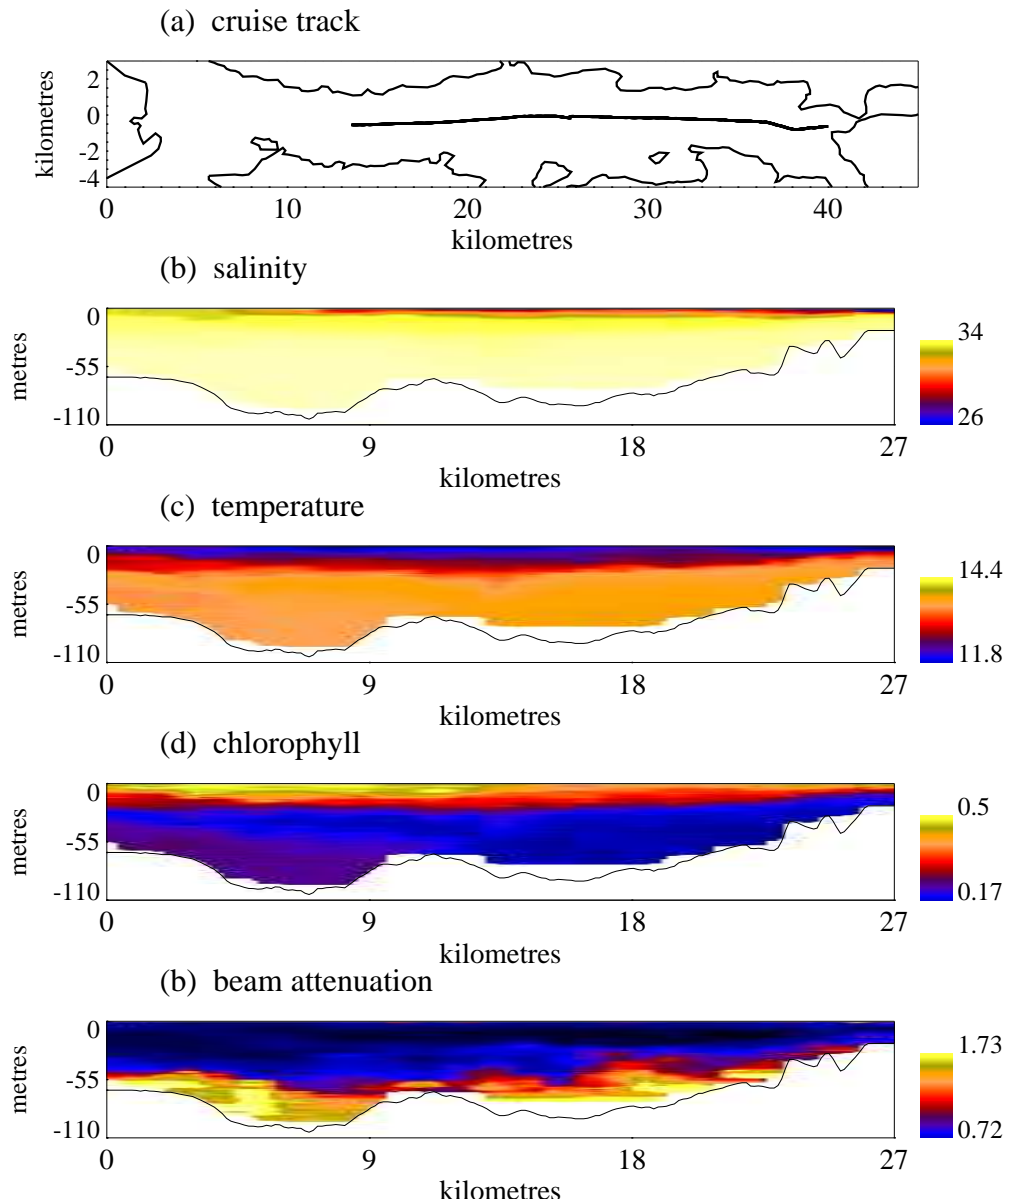 (a) cruise track
kilometres
2
0
-2
-4
0 10 20 30 40
kilometres
(b) salinity
metres
0
-55
-110
0 9 18 27
kilometres
34
26
(c) temperature
metres
0
-55
-110
0 9 18 27
kilometres
14.4
11.8
(d) chlorophyll
metres
0
-55
-110
0 9 18 27
kilometres
0.5
0.17
(b) beam attenuation
metres
0
-55
-110
0 9 18 27
kilometres
1.73
0.72